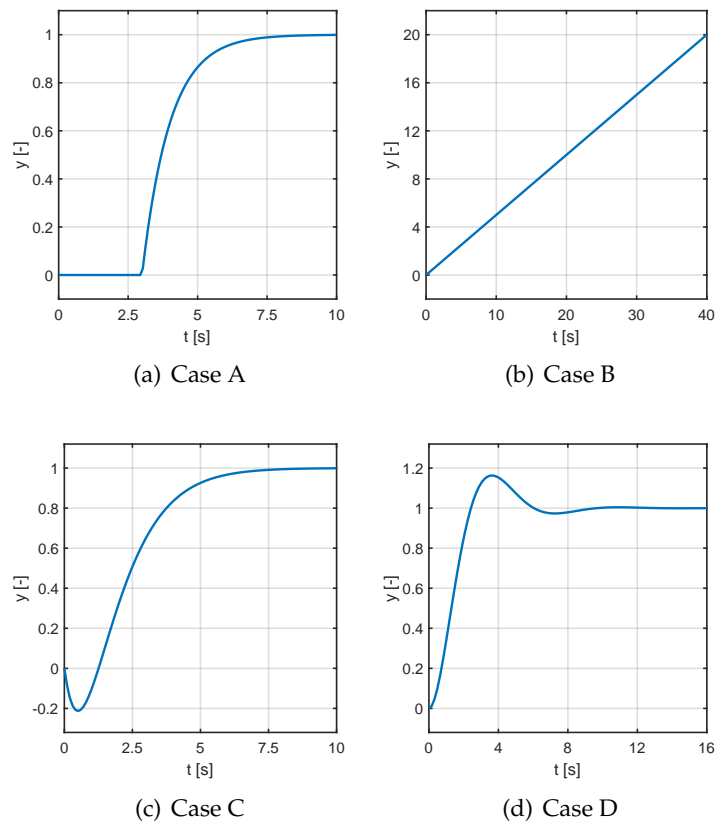 y [-]
1
0.8
0.6
0.4
0.2
0
0 2.5 5 7.5 10
t [s]
(a) Case A
y [-]
20
16
12
8
4
0
0 10 20 30 40
t [s]
(b) Case B
y [-]
1
0.8
0.6
0.4
0.2
0
-0.2
0 2.5 5 7.5 10
t [s]
(c) Case C
y [-]
1.2
1
0.8
0.6
0.4
0.2
0
0 4 8 12 16
t [s]
(d) Case D